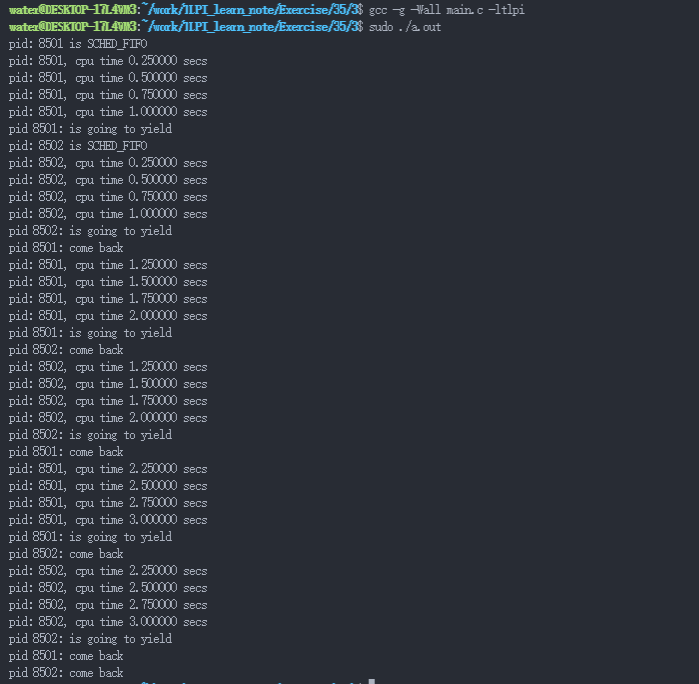 water@DESKTOP-17L4VM3:~/work/TLPI_learn_note/Exercise/35/3$ gcc -g -Wall main.c -ltlpi
water@DESKTOP-17L4VM3:~/work/TLPI_learn_note/Exercise/35/3$ sudo ./a.out
pid: 8501 is SCHED_FIFO
pid: 8501, cpu time 0.250000 secs
pid: 8501, cpu time 0.500000 secs
pid: 8501, cpu time 0.750000 secs
pid: 8501, cpu time 1.000000 secs
pid 8501: is going to yield
pid: 8502 is SCHED_FIFO
pid: 8502, cpu time 0.250000 secs
pid: 8502, cpu time 0.500000 secs
pid: 8502, cpu time 0.750000 secs
pid: 8502, cpu time 1.000000 secs
pid 8502: is going to yield
pid 8501: come back
pid: 8501, cpu time 1.250000 secs
pid: 8501, cpu time 1.500000 secs
pid: 8501, cpu time 1.750000 secs
pid: 8501, cpu time 2.000000 secs
pid 8501: is going to yield
pid 8502: come back
pid: 8502, cpu time 1.250000 secs
pid: 8502, cpu time 1.500000 secs
pid: 8502, cpu time 1.750000 secs
pid: 8502, cpu time 2.000000 secs
pid 8502: is going to yield
pid 8501: come back
pid: 8501, cpu time 2.250000 secs
pid: 8501, cpu time 2.500000 secs
pid: 8501, cpu time 2.750000 secs
pid: 8501, cpu time 3.000000 secs
pid 8501: is going to yield
pid 8502: come back
pid: 8502, cpu time 2.250000 secs
pid: 8502, cpu time 2.500000 secs
pid: 8502, cpu time 2.750000 secs
pid: 8502, cpu time 3.000000 secs
pid 8502: is going to yield
pid 8501: come back
pid 8502: come back